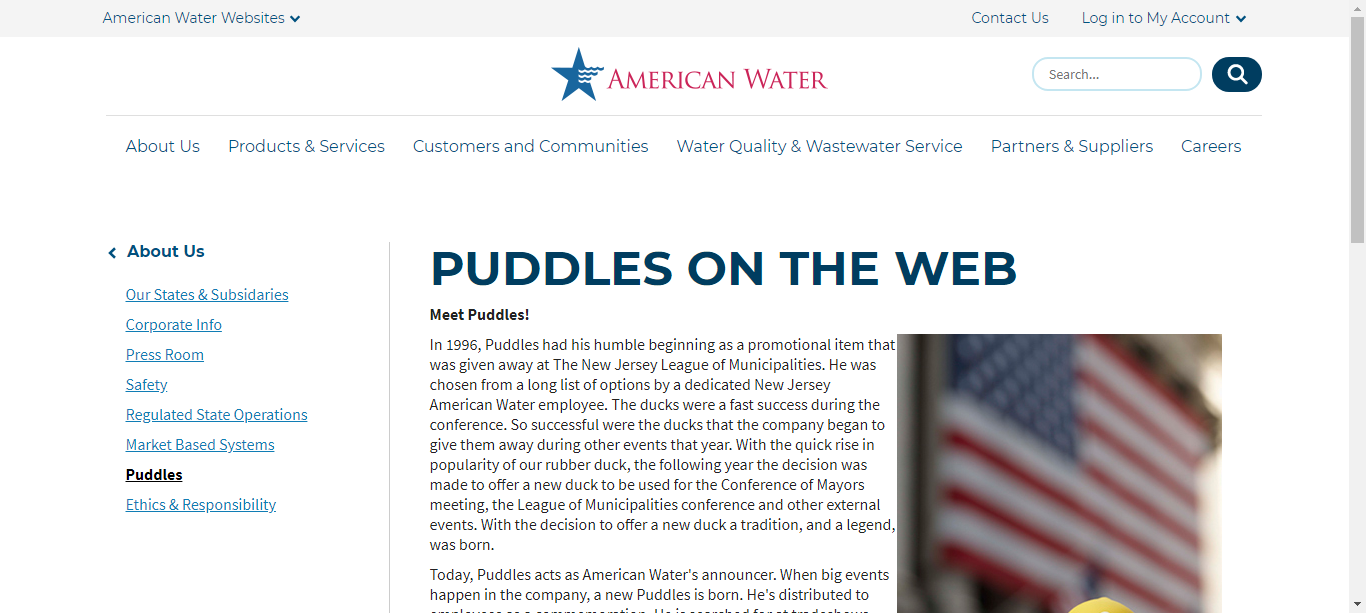 American Water Websites
Contact Us
Log in to My Account
AMERICAN WATER
Search...
About Us
Products & Services
Customers and Communities
Water Quality & Wastewater Service
Partners & Suppliers
Careers
About Us
Our States & Subsidaries
Corporate Info
Press Room
Safety
Regulated State Operations
Market Based Systems
Puddles
Ethics & Responsibility
PUDDLES ON THE WEB
Meet Puddles!
In 1996, Puddles had his humble beginning as a promotional item that
was given away at The New Jersey League of Municipalities. He was
chosen from a long list of options by a dedicated New Jersey
American Water employee. The ducks were a fast success during the
conference. So successful were the ducks that the company began to
give them away during other events that year. With the quick rise in
popularity of our rubber duck, the following year the decision was
made to offer a new duck to be used for the Conference of Mayors
meeting, the League of Municipalities conference and other external
events. With the decision to offer a new duck a tradition, and a legend,
was born.
Today, Puddles acts as American Water's announcer. When big events
happen in the company, a new Puddles is born. He's distributed to
employees as a commemoration. He is searched for at tradeshows